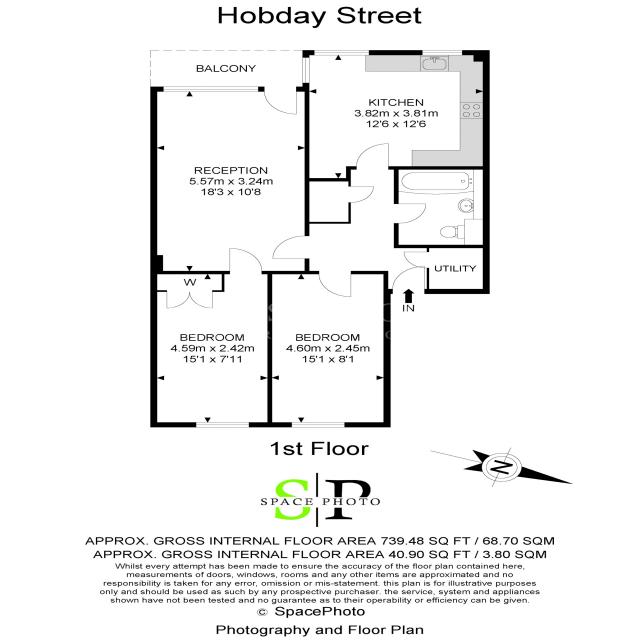 Hobday Street
BALCONY
KITCHEN
3.82m x 3.81m
12'6 x 12'6
RECEPTION
5.57m x 3.24m
18'3 x 10'8
UTILITY
W
IN
BEDROOM
4.59m x 2.42m
15'1 x 7'11
BEDROOM
4.60m x 2.45m
15'1 x 8'1
1st Floor
N
S P
SPACE PHOTO
APPROX. GROSS INTERNAL FLOOR AREA 739.48 SQ FT / 68.70 SQM
APPROX. GROSS INTERNAL FLOOR AREA 40.90 SQ FT / 3.80 SQM
Whilst every attempt has been made to ensure the accuracy of the floor plan contained here,
measurements of doors, windows, rooms and any other items are approximated and no
responsibility is taken for any error, omission or mis-statement. this plan is for illustrative purposes
only and should be used as such by any prospective purchaser. the service, system and appliances
shown have not been tested and no guarantee as to their operability or efficiency can be given.
© SpacePhoto
Photography and Floor Plan